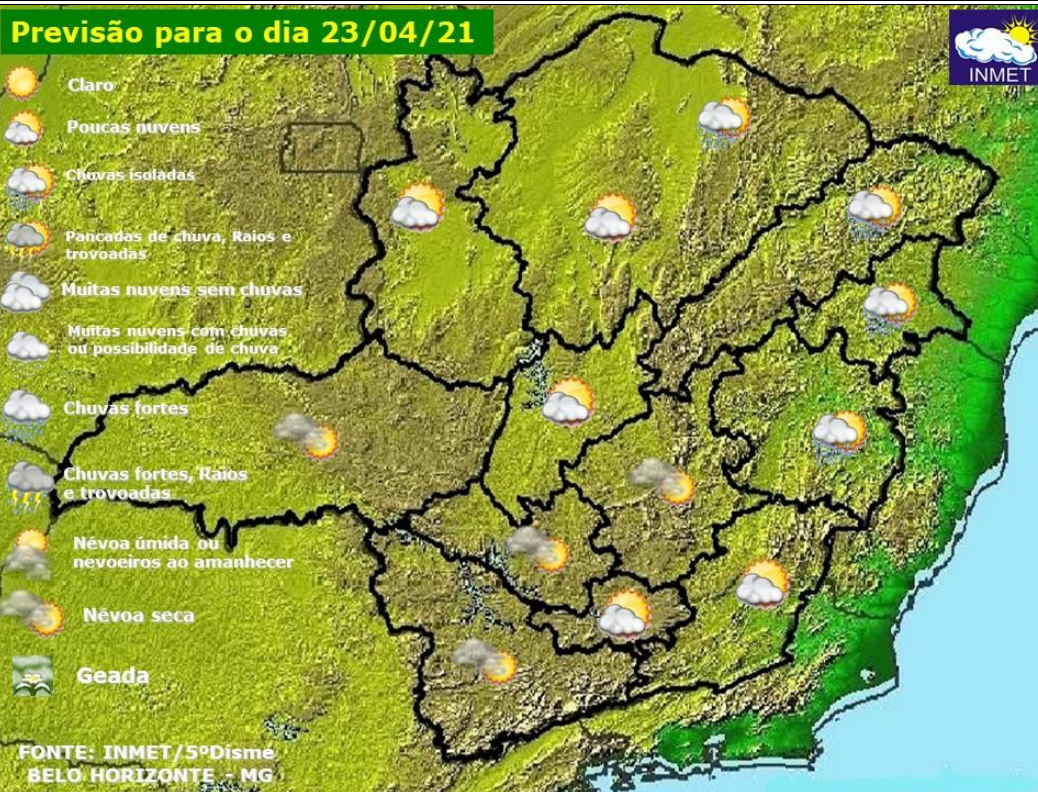 Previsão para o dia 23/04/21
INMET
Claro
Poucas nuvens
Chuvas isoladas
Pancadas de chuva, Raios e
trovoadas
Muitas nuvens sem chuvas
Muitas nuvens com chuvas
ou possibilidade de chuva
Chuvas fortes
Chuvas fortes, Raios
e trovoadas
Névoa úmida ou
nevoeiros ao amanhecer
Névoa seca
Geada
FONTE: INMET/5ºDisme
BELO HORIZONTE - MG